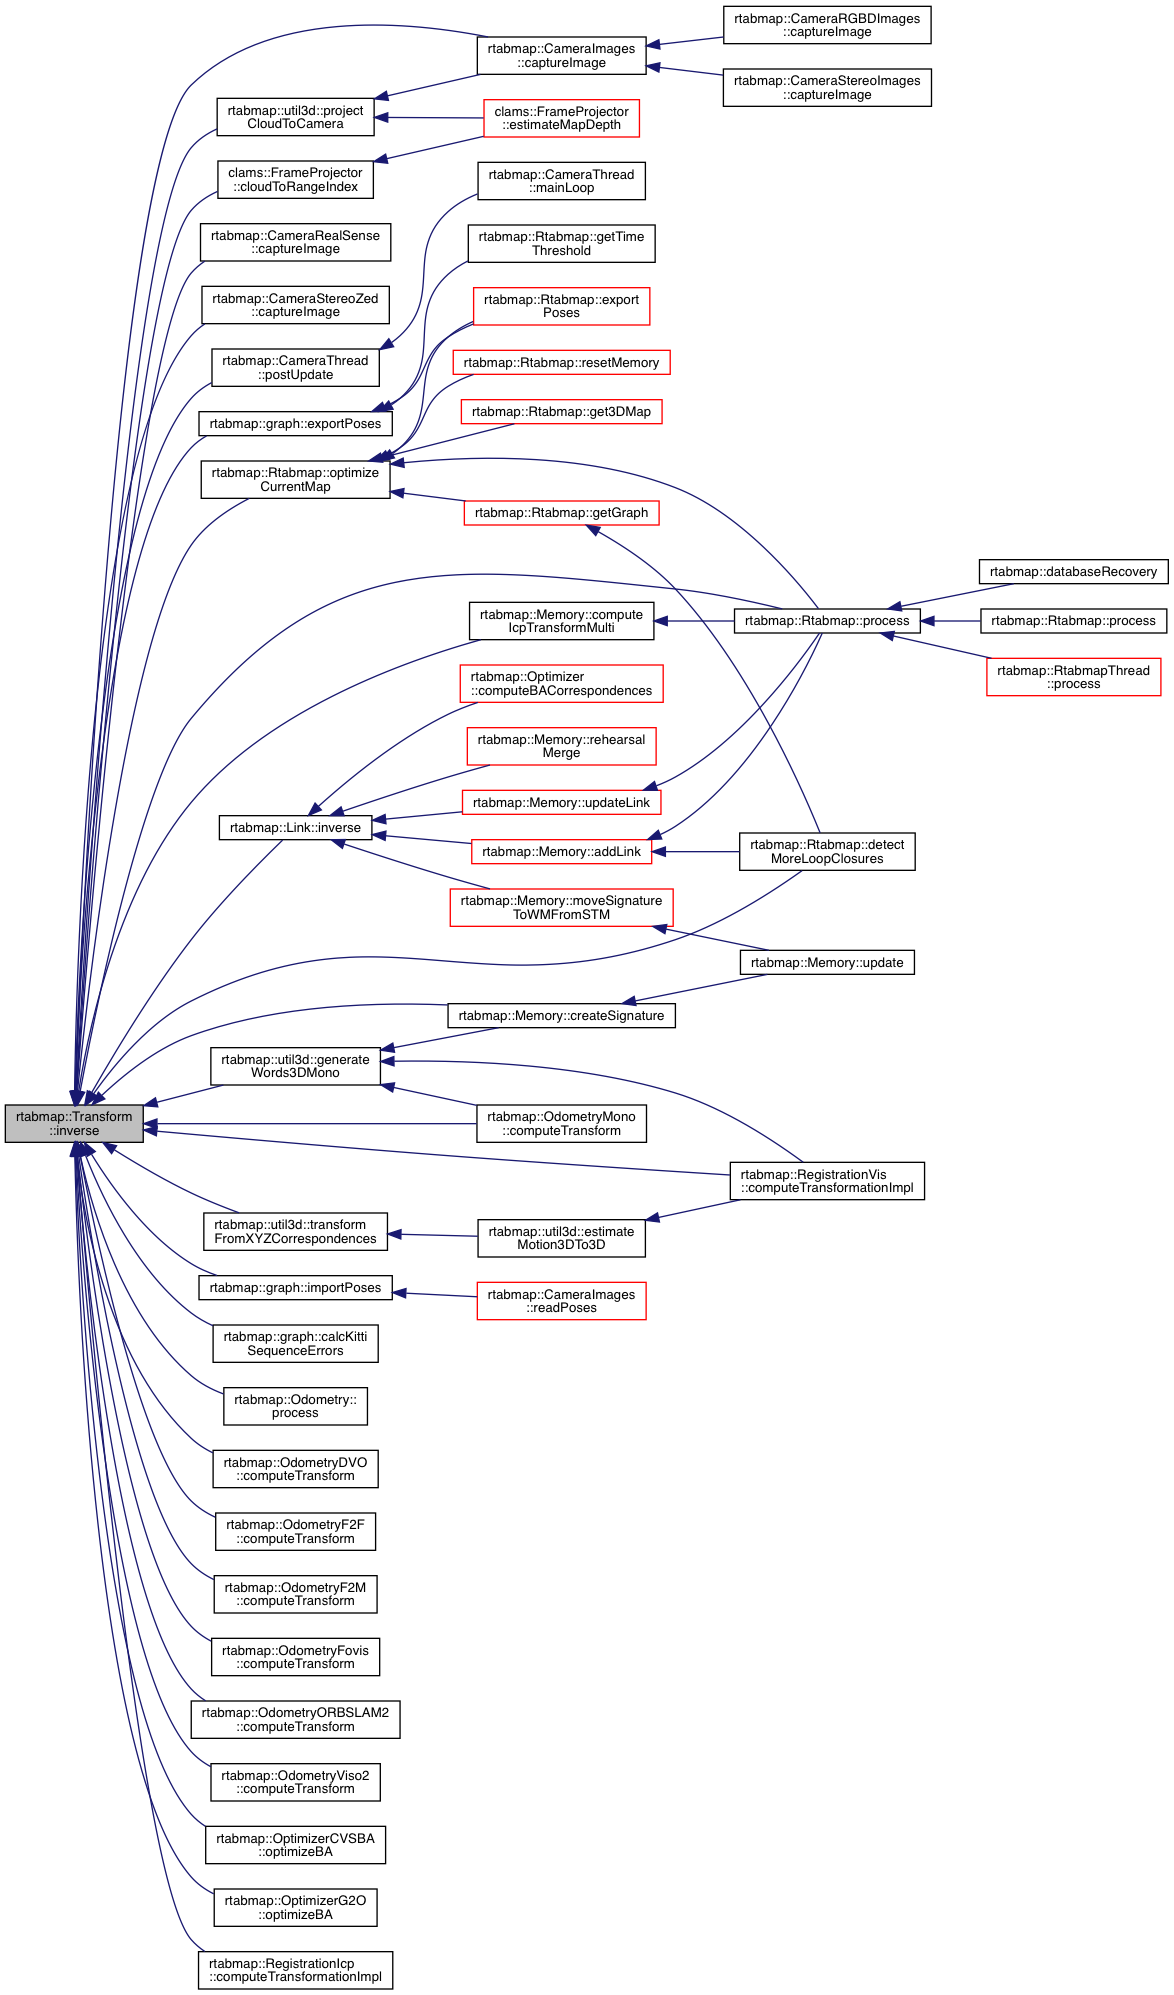 rtabmap::CameraRGBDImages
::captureImage
rtabmap::CameraImages
::captureImage
rtabmap::CameraStereoImages
::captureImage
rtabmap::util3d::project
CloudToCamera
clams::FrameProjector
::estimateMapDepth
clams::FrameProjector
::cloudToRangeIndex
rtabmap::CameraThread
::mainLoop
rtabmap::CameraRealSense
::captureImage
rtabmap::Rtabmap::getTime
Threshold
rtabmap::CameraStereoZed
::captureImage
rtabmap::Rtabmap::export
Poses
rtabmap::CameraThread
::postUpdate
rtabmap::Rtabmap::resetMemory
rtabmap::graph::exportPoses
rtabmap::Rtabmap::get3DMap
rtabmap::Rtabmap::optimize
CurrentMap
rtabmap::Rtabmap::getGraph
rtabmap::databaseRecovery
rtabmap::Memory::compute
IcpTransformMulti
rtabmap::Rtabmap::process
rtabmap::Rtabmap::process
rtabmap::RtabmapThread
::process
rtabmap::Optimizer
::computeBACorrespondences
rtabmap::Memory::rehearsal
Merge
rtabmap::Memory::updateLink
rtabmap::Link::inverse
rtabmap::Memory::addLink
rtabmap::Rtabmap::detect
MoreLoopClosures
rtabmap::Memory::moveSignature
ToWMFromSTM
rtabmap::Memory::update
rtabmap::Memory::createSignature
rtabmap::util3d::generate
Words3DMono
rtabmap::Transform
::inverse
rtabmap::OdometryMono
::computeTransform
rtabmap::RegistrationVis
::computeTransformationImpl
rtabmap::util3d::transform
FromXYZCorrespondences
rtabmap::util3d::estimate
Motion3DTo3D
rtabmap::graph::importPoses
rtabmap::CameraImages
::readPoses
rtabmap::graph::calcKitti
SequenceErrors
rtabmap::Odometry::
process
rtabmap::OdometryDVO
::computeTransform
rtabmap::OdometryF2F
::computeTransform
rtabmap::OdometryF2M
::computeTransform
rtabmap::OdometryFovis
::computeTransform
rtabmap::OdometryORBSLAM2
::computeTransform
rtabmap::OdometryViso2
::computeTransform
rtabmap::OptimizerCVSBA
::optimizeBA
rtabmap::OptimizerG2O
::optimizeBA
rtabmap::RegistrationIcp
::computeTransformationImpl